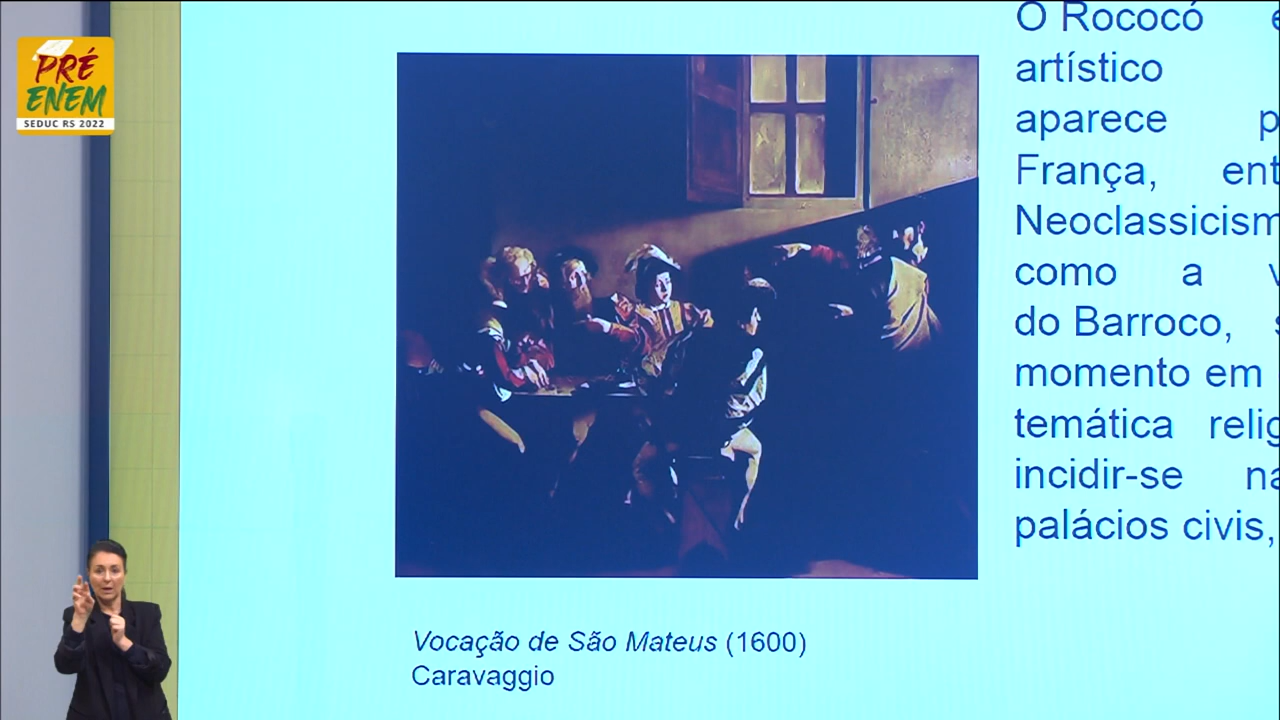 PRÉ
ENEM
SEDUC RS 2022
O Rococó
artístico
aparece
França,
como a
do Barroco,
momento em
temática
incidir-se
palácios civis,
Vocação de São Mateus (1600)
Caravaggio